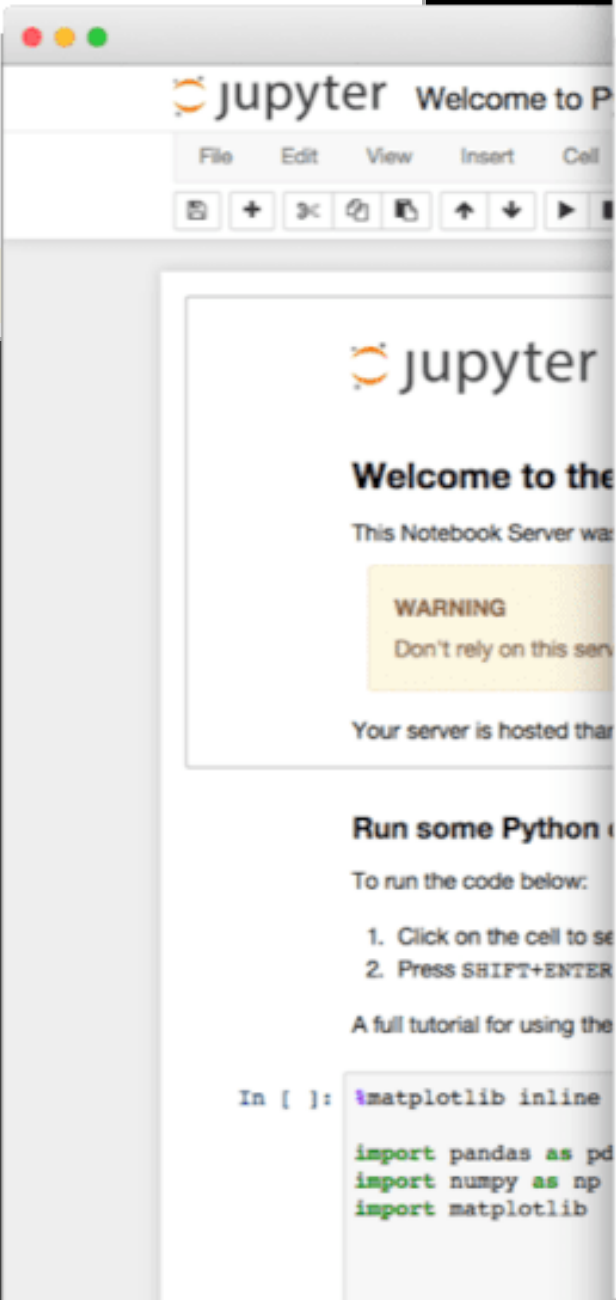 jupyter Welcome to P
File Edit View Insert Cell
jupyter
Welcome to the
This Notebook Server was
WARNING
Don't rely on this serv
Your server is hosted than
Run some Python
To run the code below:
1. Click on the cell to se
2. Press SHIFT+ENTER
A full tutorial for using the
In [ ]: %matplotlib inline
import pandas as pd
import numpy as np
import matplotlib